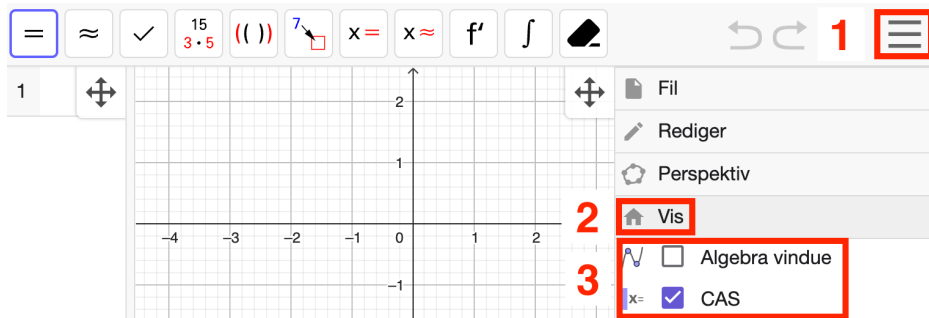 = ≈ ✓ 15 (( )) 7 x = x ≈ f′ ∫ 1
3 • 5
1 Fil
2
Rediger
1
Perspektiv
2 Vis
–4 –3 –2 –1 0 1 2
Algebra vindue
3
–1 x= CAS